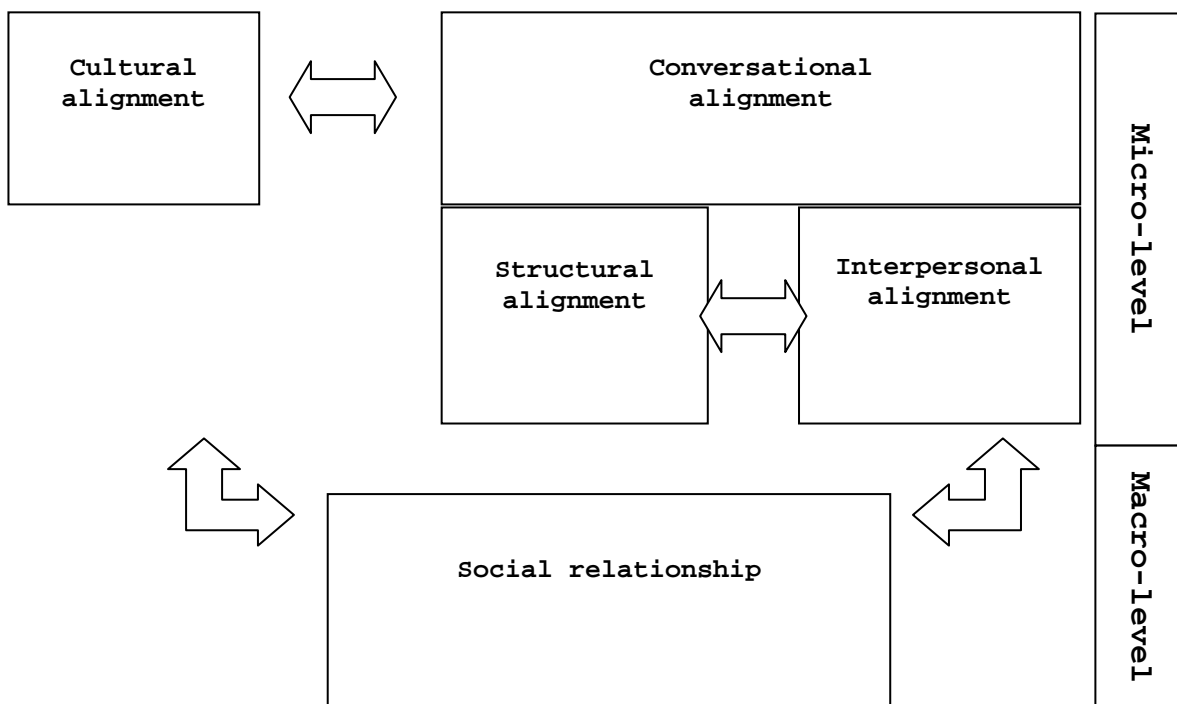 Cultural
alignment
Conversational
alignment
Micro-level
Structural
alignment
Interpersonal
alignment
Macro-level
Social relationship